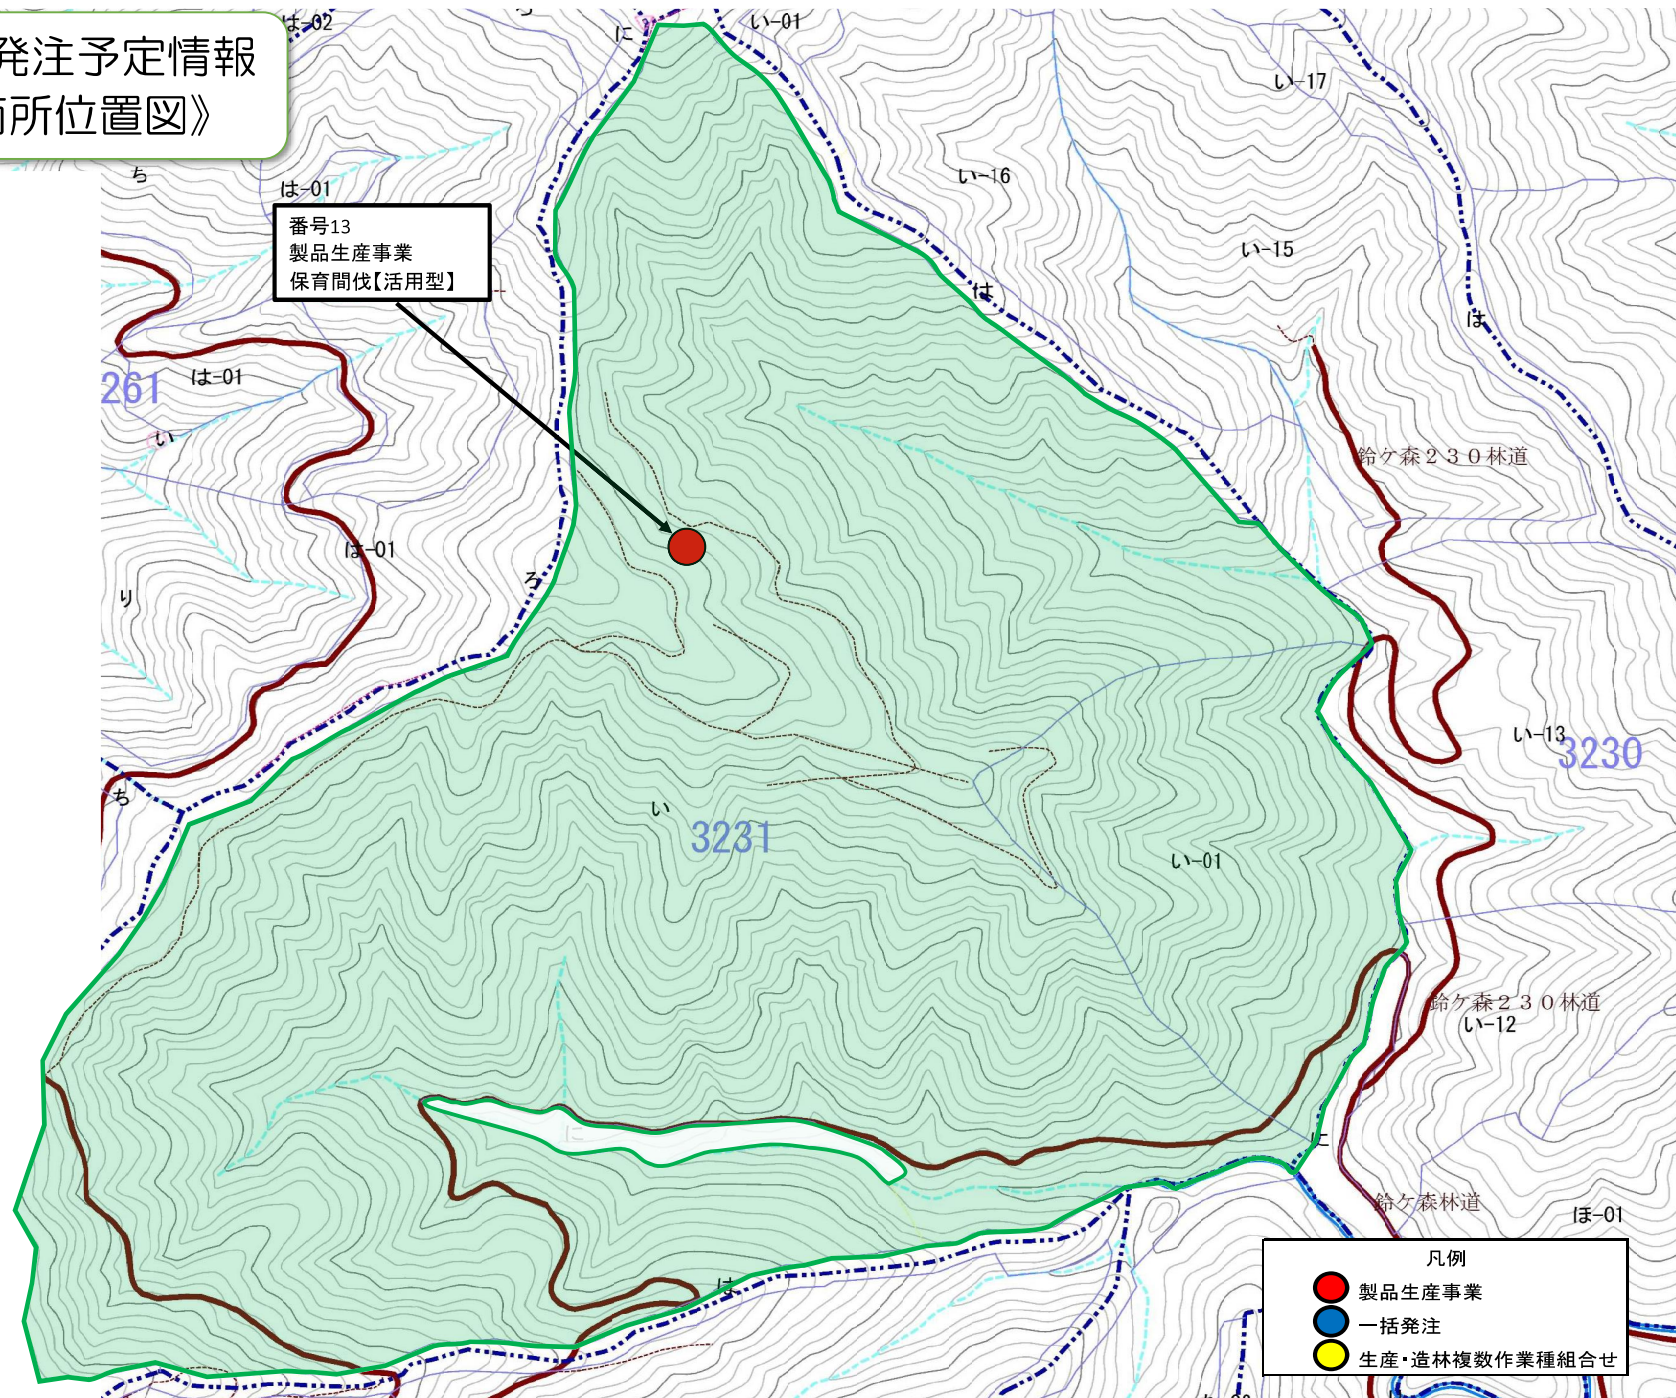 発注予定情報
所位置図》
は-02
に
い-01
い-17
ち
は-01
い-16
番号13
製品生産事業
保育間伐【活用型】
い-15
は
は
261
は-01
い
鈴ケ森230林道
は-01
ろ
り
い-13
3230
ち
い
3231
い-01
鈴ケ森230林道
い-12
に
に
鈴ケ森林道
ほ-01
は
凡例
製品生産事業
一括発注
生産・造林複数作業種組合せ